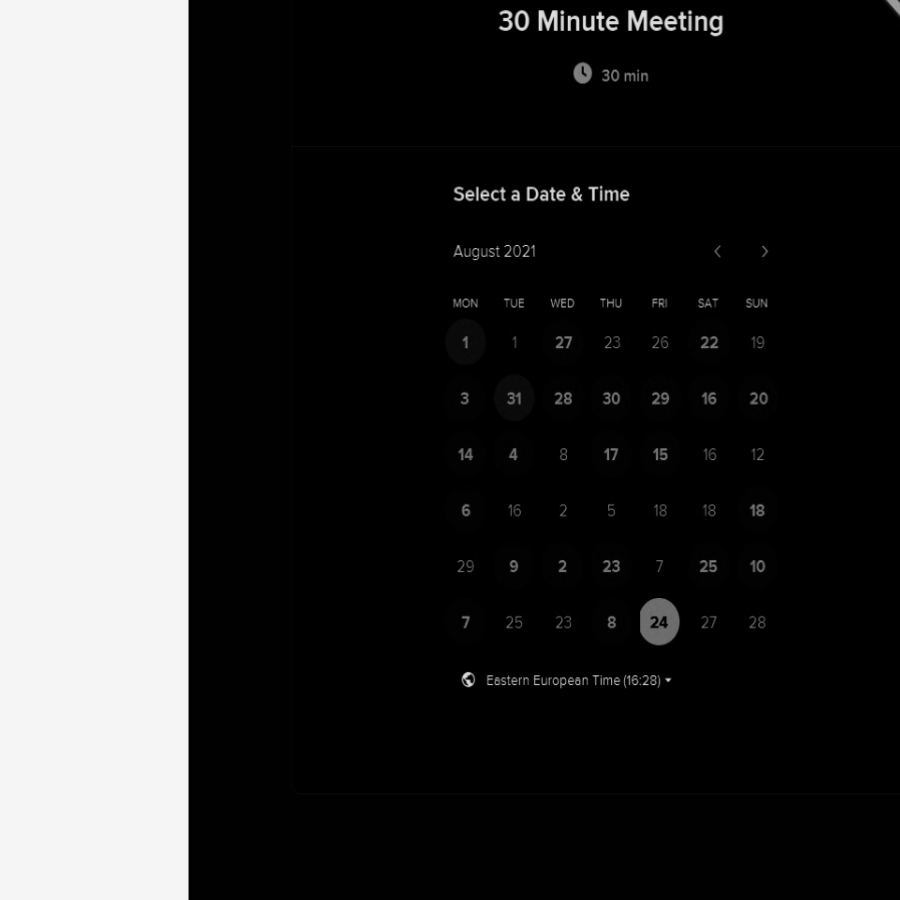 30 Minute Meeting
30 min
Select a Date & Time
August 2021
MON TUE WED THU FRI SAT SUN
1 1 27 23 26 22 19
3 31 28 30 29 16 20
14 4 8 17 15 16 12
6 16 2 5 18 18 18
29 9 2 23 7 25 10
7 25 23 8 24 27 28
Eastern European Time (16:28)